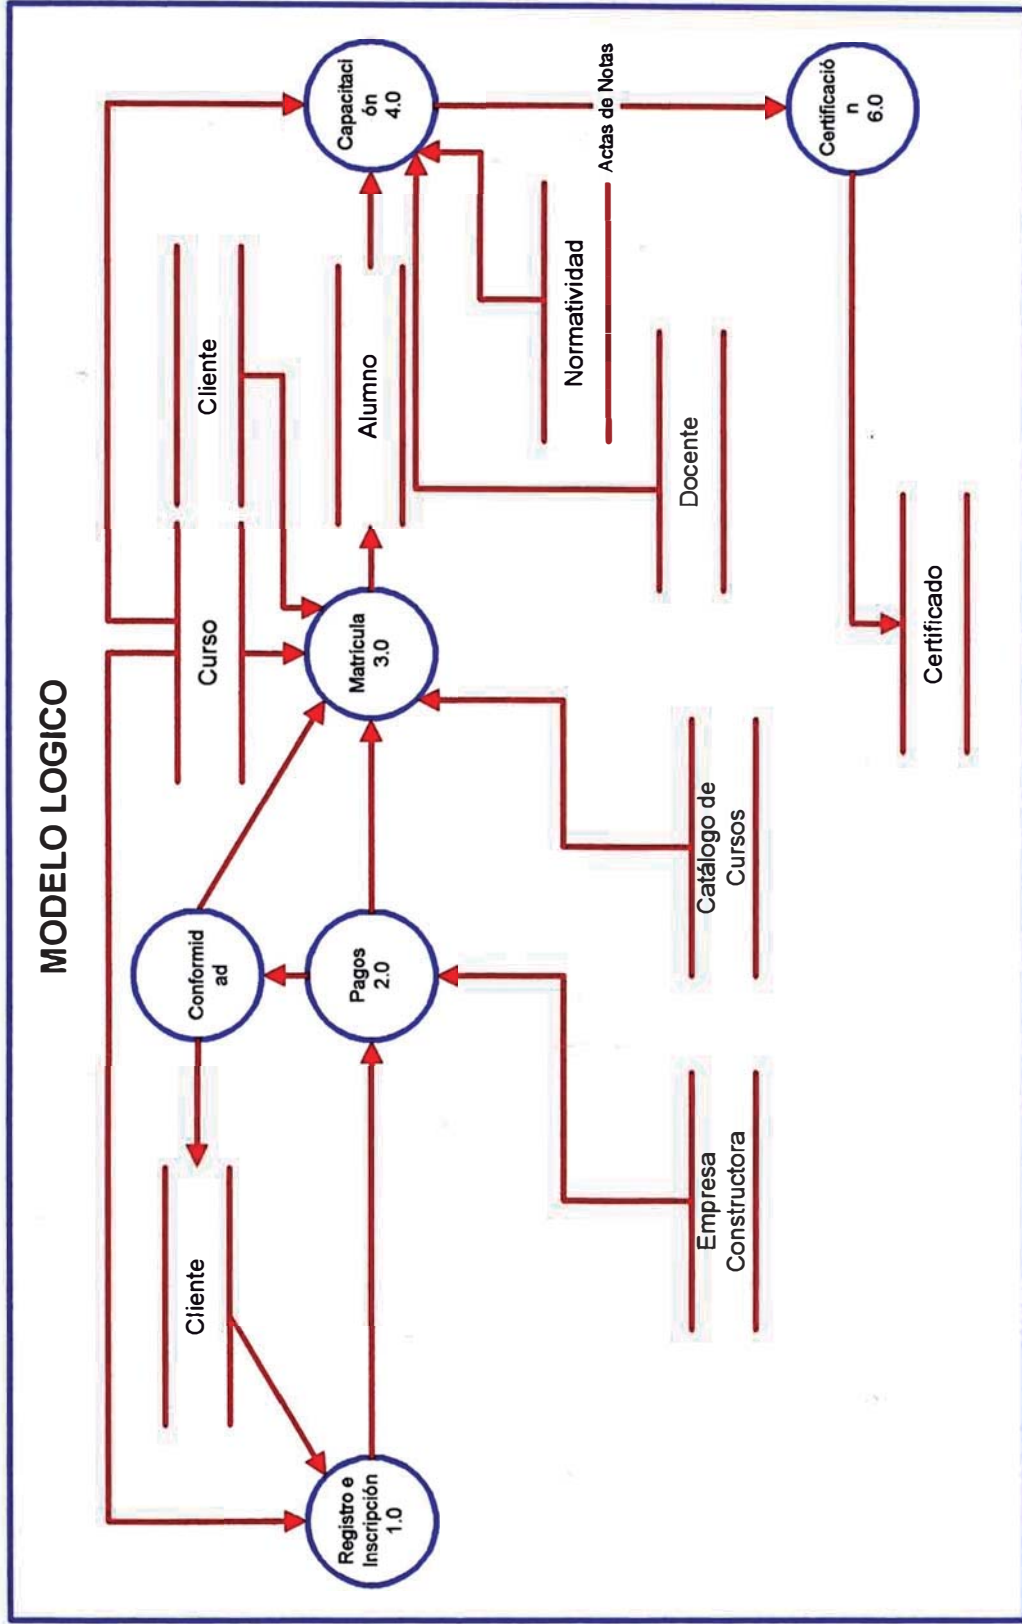 MODELO LOGICO
Cliente
Conformid
ad
Curso
Cliente
Registro e
Inscripción
1.0
Pagos
2.0
Matrícula
3.0
Alumno
Capacitaci
ón
4.0
Normatividad
Actas de Notas
Empresa
Constructora
Catálogo de
Cursos
Docente
Certificado
Certificació
n
6.0